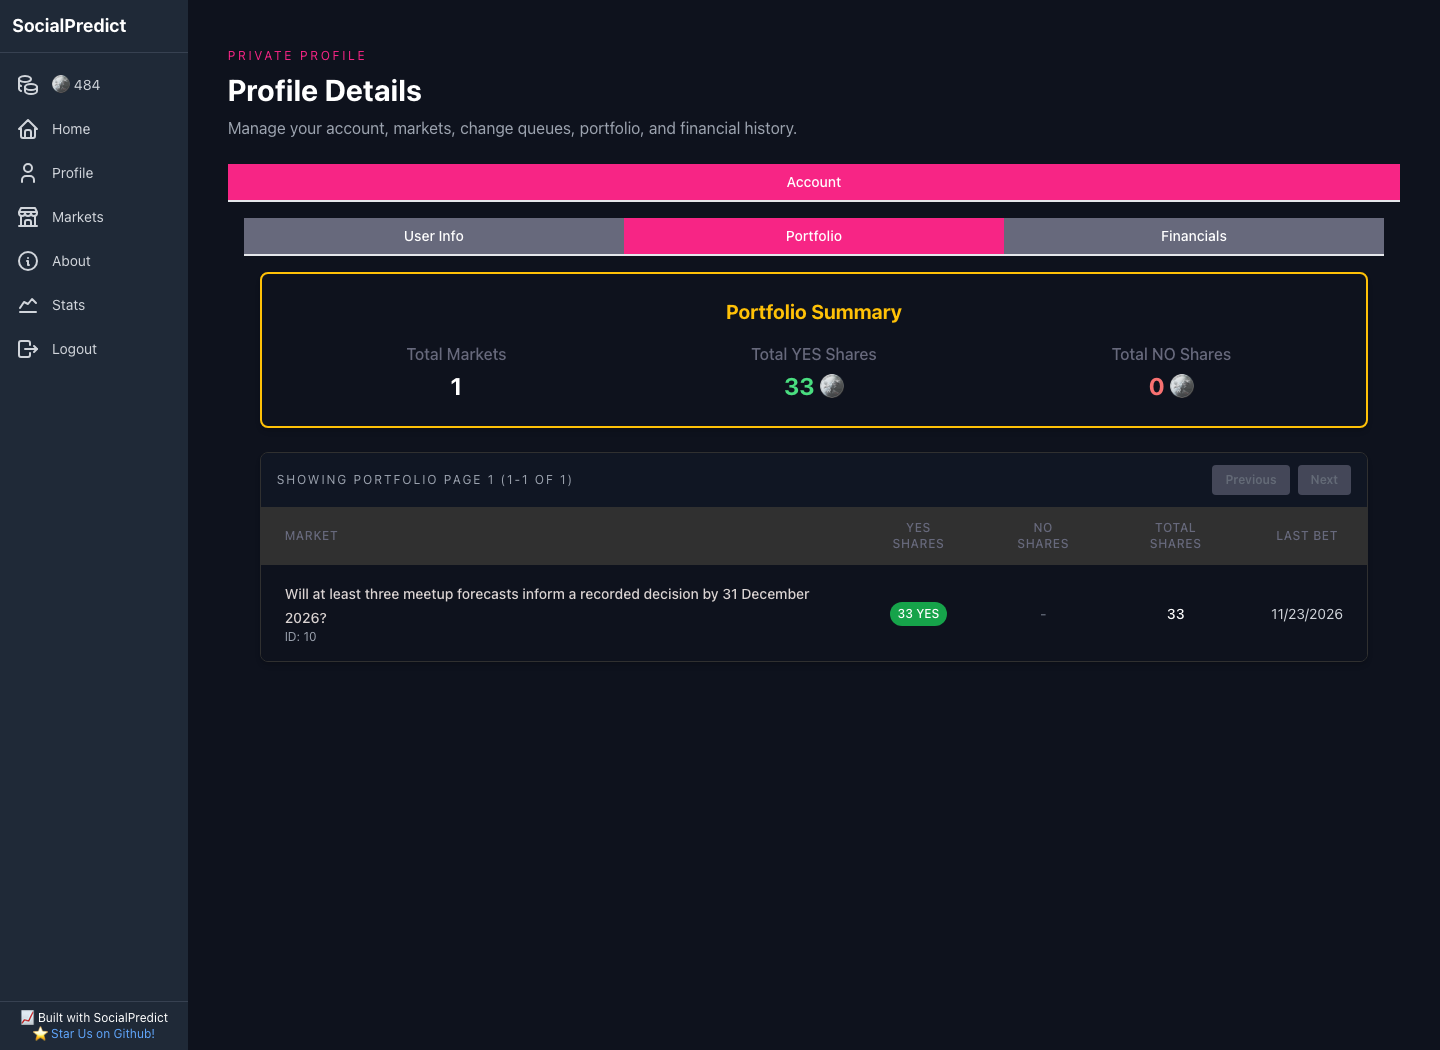 SocialPredict
484
Home
Profile
Markets
About
Stats
Logout
Built with SocialPredict
Star Us on Github!
PRIVATE PROFILE
Profile Details
Manage your account, markets, change queues, portfolio, and financial history.
Account
User Info
Portfolio
Financials
Portfolio Summary
Total Markets
1
Total YES Shares
33
Total NO Shares
0
SHOWING PORTFOLIO PAGE 1 (1-1 OF 1)
Previous
Next
MARKET
YES
SHARES
NO
SHARES
TOTAL
SHARES
LAST BET
Will at least three meetup forecasts inform a recorded decision by 31 December
2026?
ID: 10
33 YES
-
33
11/23/2026